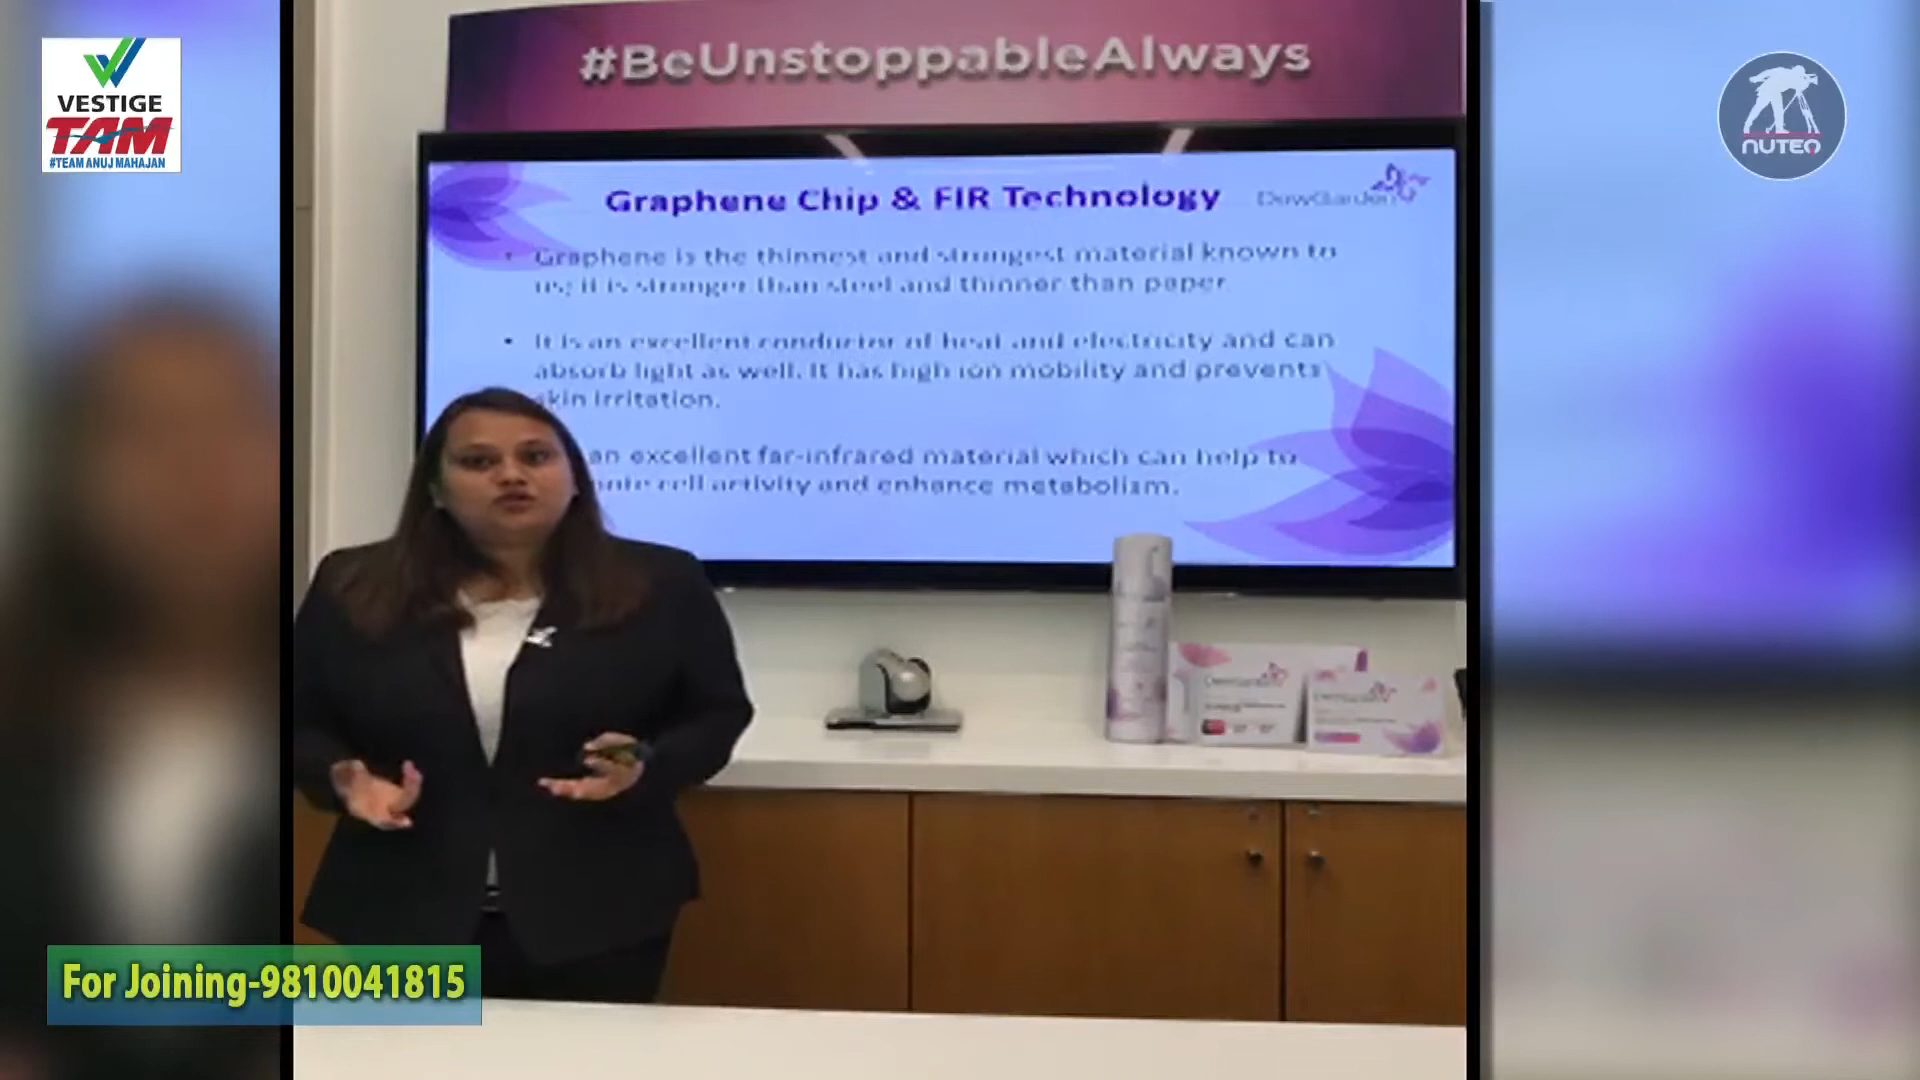 #BeUnstoppableAlways
VESTIGE
TAM
#TEAM ANUJ MAHAJAN
NUTEQ
Graphene Chip & FIR Technology
DewGarden
• Graphene is the thinnest and strongest material known to
us; it is stronger than steel and thinner than paper
• It is an excellent conductor of heat and electricity and can
absorb light as well. It has high ion mobility and prevents
skin irritation.
an excellent far-infrared material which can help to
cell activity and enhance metabolism.
For Joining-9810041815